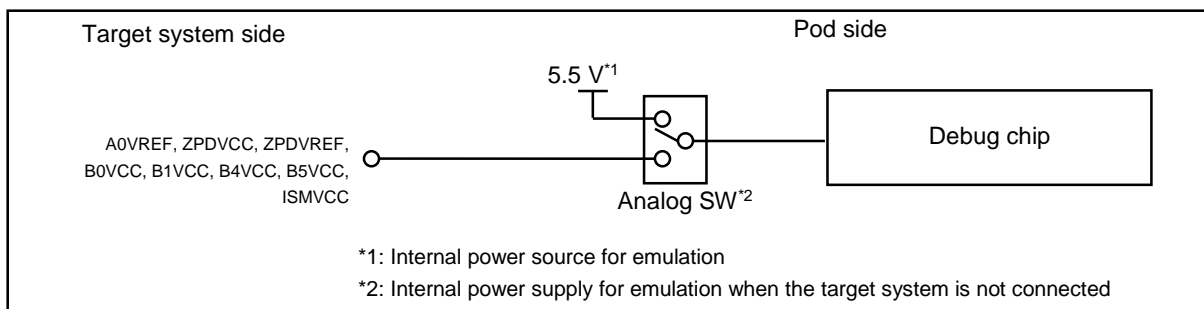 Target system side
Pod side
5.5 V*1
A0VREF, ZPDVCC, ZPDVREF,
B0VCC, B1VCC, B4VCC, B5VCC,
ISMVCC
Debug chip
Analog SW*2
*1: Internal power source for emulation
*2: Internal power supply for emulation when the target system is not connected